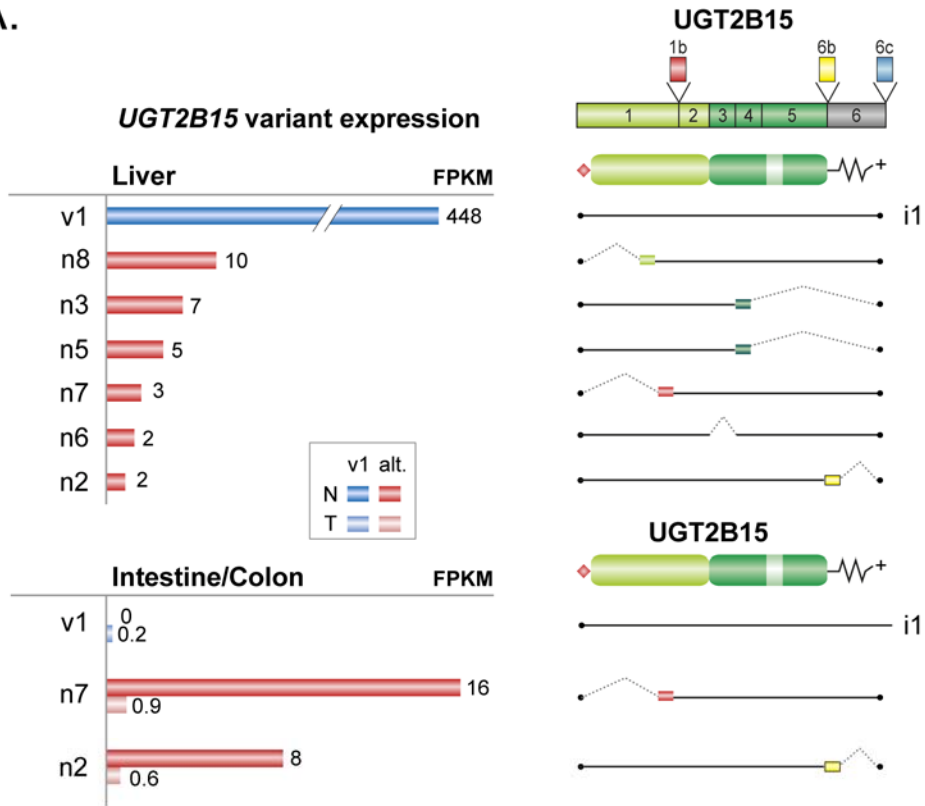 A.
UGT2B15
1b 6b 6c
1 2 3 4 5 6
UGT2B15 variant expression
+
Liver FPKM
v1 448 i1
n8 10
n3 7
n5 5
n7 3
n6 2
n2 2
v1 alt.
N
T
UGT2B15
+
Intestine/Colon FPKM
v1 0 i1
0.2
n7 16
0.9
n2 8
0.6